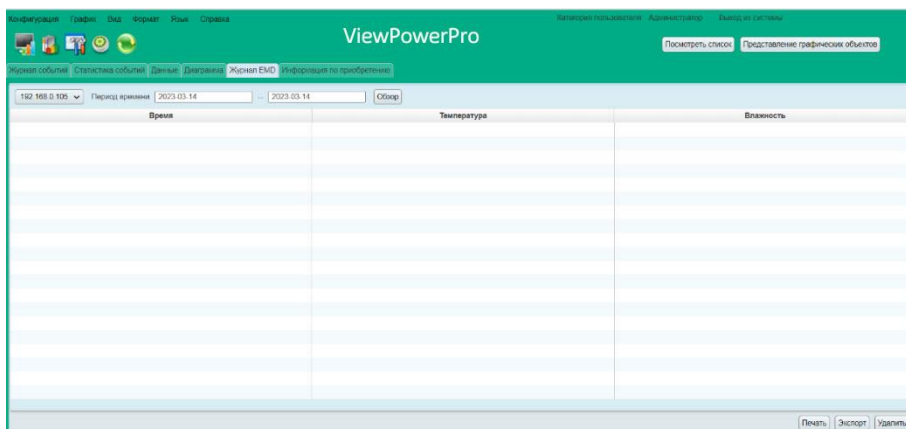 Конфигурация График Вид Формат Язык Справка
Категория пользователя Администратор Выход из системы
ViewPowerPro
Посмотреть список Представление графических объектов
Журнал событий Статистика событий Данные Диаграмма Журнал EMD Информация по приобретению
192.168.0.105 Период времени 2023-03-14 -- 2023-03-14 Обзор
Время Температура Влажность
Печать Экспорт Удалить